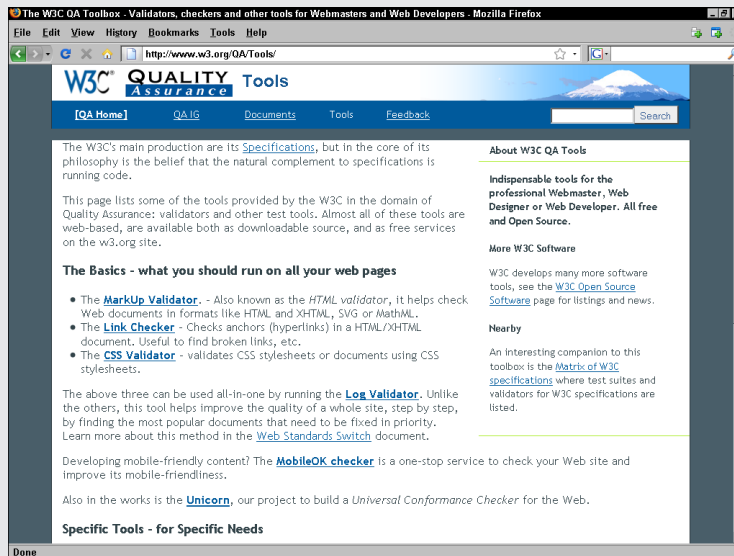 The W3C QA Toolbox - Validators, checkers and other tools for Webmasters and Web Developers - Mozilla Firefox
File Edit View History Bookmarks Tools Help
http://www.w3.org/QA/Tools/
G
W3C QUALITY Assurance Tools
[QA Home] QA IG Documents Tools Feedback Search
The W3C's main production are its Specifications, but in the core of its
philosophy is the belief that the natural complement to specifications is
running code.
This page lists some of the tools provided by the W3C in the domain of
Quality Assurance: validators and other test tools. Almost all of these tools are
web-based, are available both as downloadable source, and as free services
on the w3.org site.
The Basics - what you should run on all your web pages
• The MarkUp Validator. - Also known as the HTML validator, it helps check
Web documents in formats like HTML and XHTML, SVG or MathML.
• The Link Checker - Checks anchors (hyperlinks) in a HTML/XHTML
document. Useful to find broken links, etc.
• The CSS Validator - validates CSS stylesheets or documents using CSS
stylesheets.
The above three can be used all-in-one by running the Log Validator. Unlike
the others, this tool helps improve the quality of a whole site, step by step,
by finding the most popular documents that need to be fixed in priority.
Learn more about this method in the Web Standards Switch document.
Developing mobile-friendly content? The MobileOK checker is a one-stop service to check your Web site and
improve its mobile-friendliness.
Also in the works is the Unicorn, our project to build a Universal Conformance Checker for the Web.
Specific Tools - for Specific Needs
About W3C QA Tools
Indispensable tools for the
professional Webmaster, Web
Designer or Web Developer. All free
and Open Source.
More W3C Software
W3C develops many more software
tools, see the W3C Open Source
Software page for listings and news.
Nearby
An interesting companion to this
toolbox is the Matrix of W3C
specifications where test suites and
validators for W3C specifications are
listed.
Done